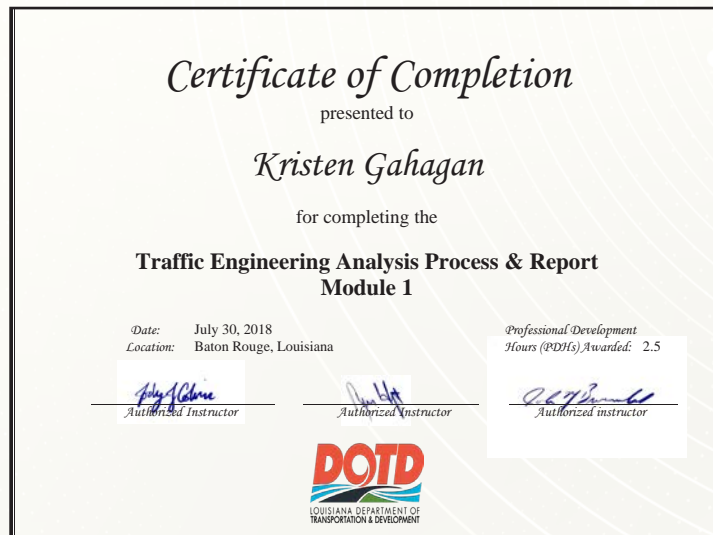 Certificate of Completion
presented to
Kristen Gahagan
for completing the
Traffic Engineering Analysis Process & Report
Module 1
Date: July 30, 2018
Location: Baton Rouge, Louisiana
Professional Development
Hours (PDHs) Awarded: 2.5
Authorized Instructor
Authorized Instructor
Authorized instructor
DOTD
LOUISIANA DEPARTMENT OF
TRANSPORTATION & DEVELOPMENT